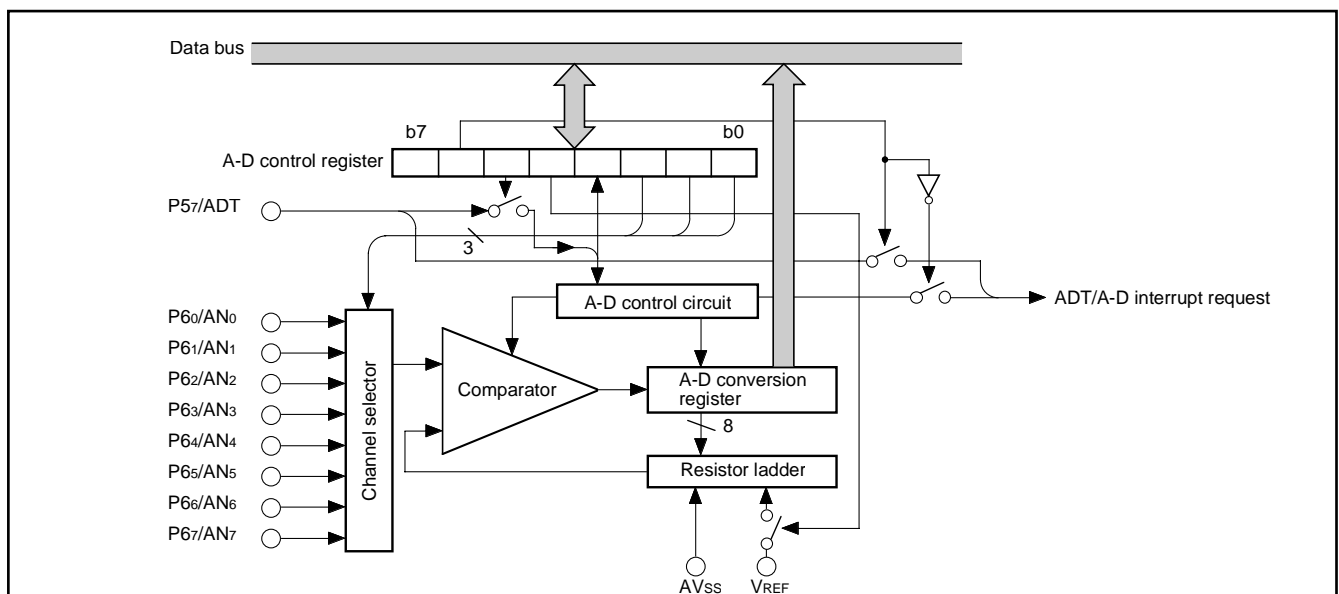 Data bus
b7 b0
A-D control register
P57/ADT
3
A-D control circuit
ADT/A-D interrupt request
P60/AN0
P61/AN1
P62/AN2
P63/AN3
P64/AN4
P65/AN5
P66/AN6
P67/AN7
Channel selector
Comparator
A-D conversion
register
8
Resistor ladder
AVSS VREF